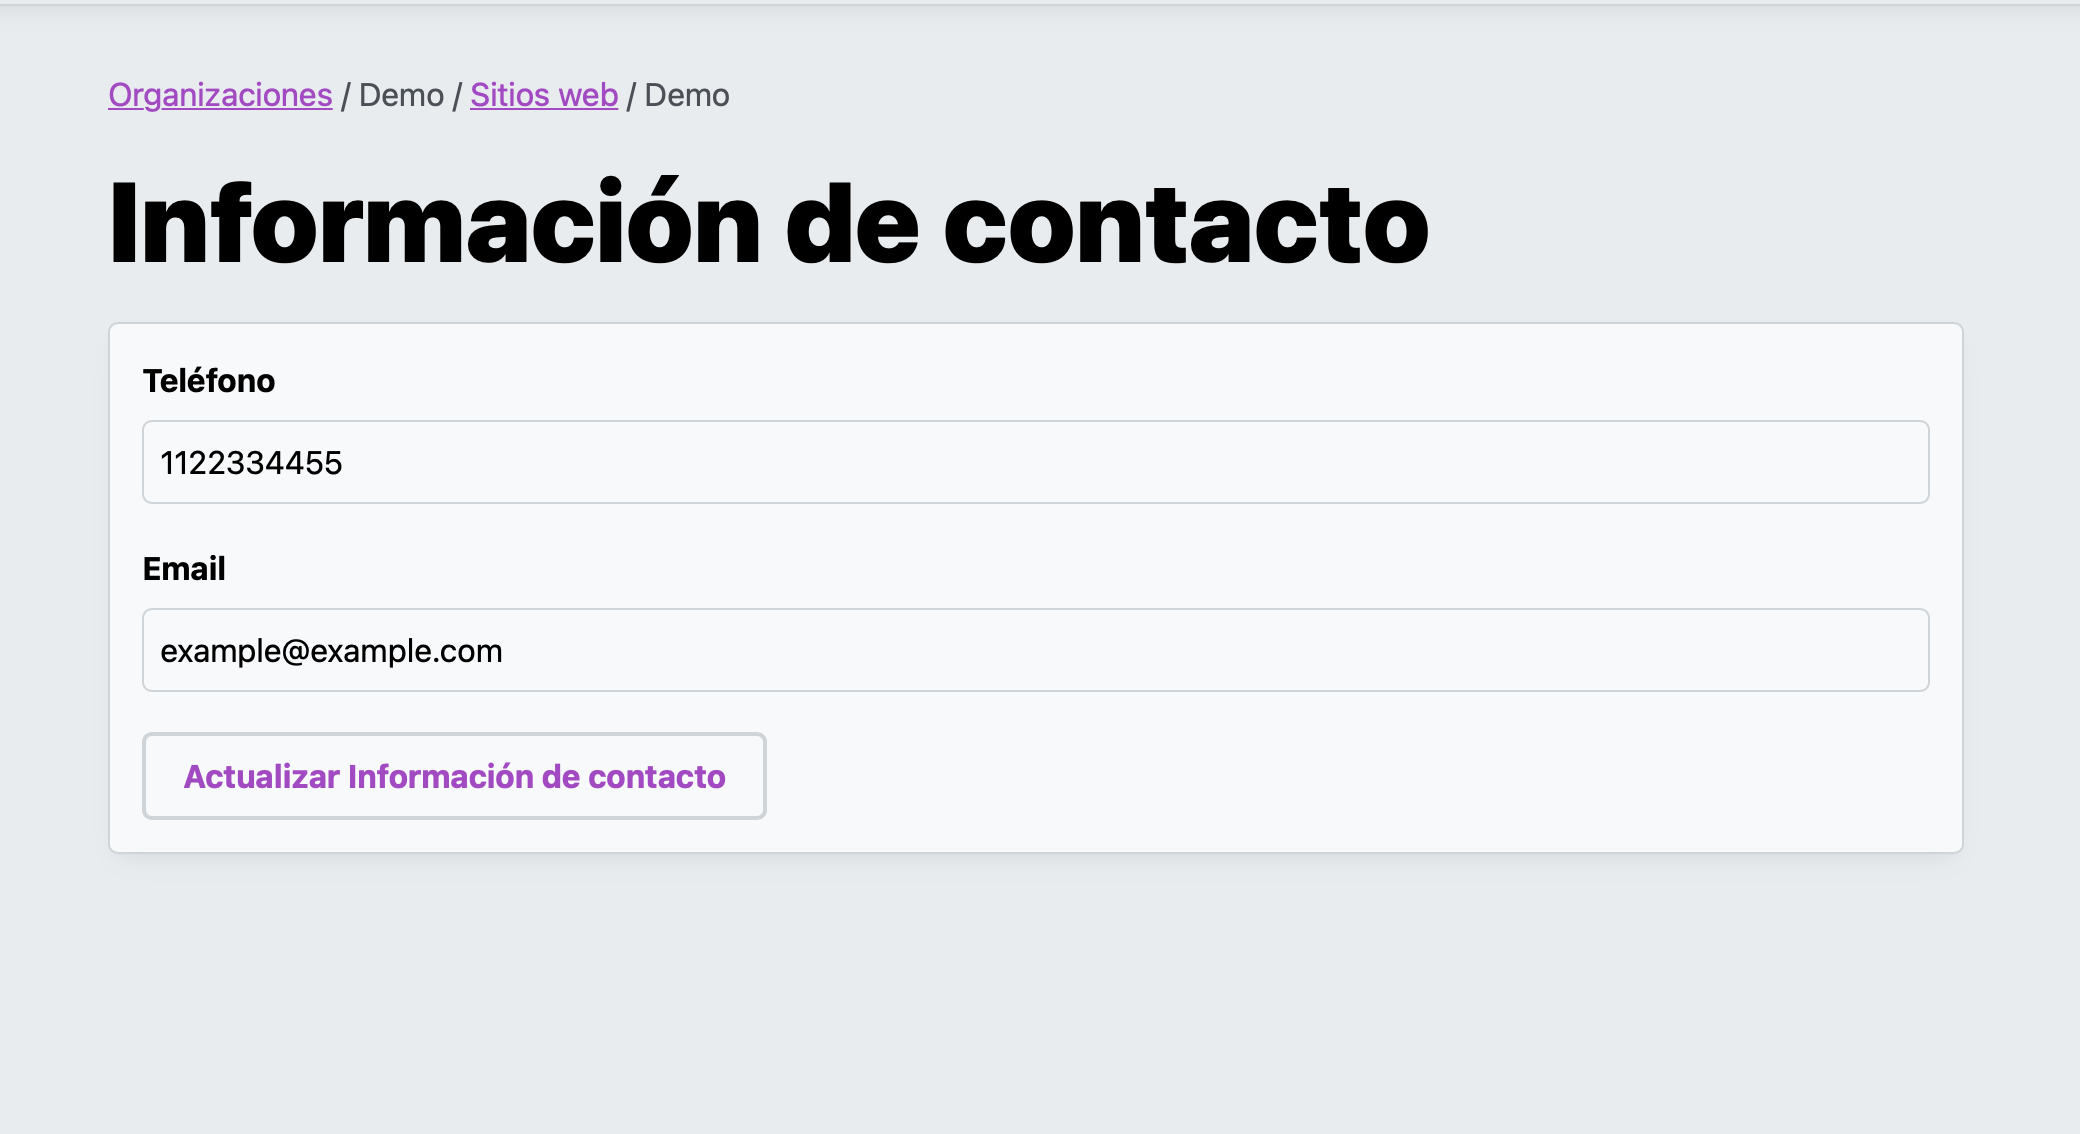 Organizaciones / Demo / Sitios web / Demo
Información de contacto
Teléfono
1122334455
Email
example@example.com
Actualizar Información de contacto